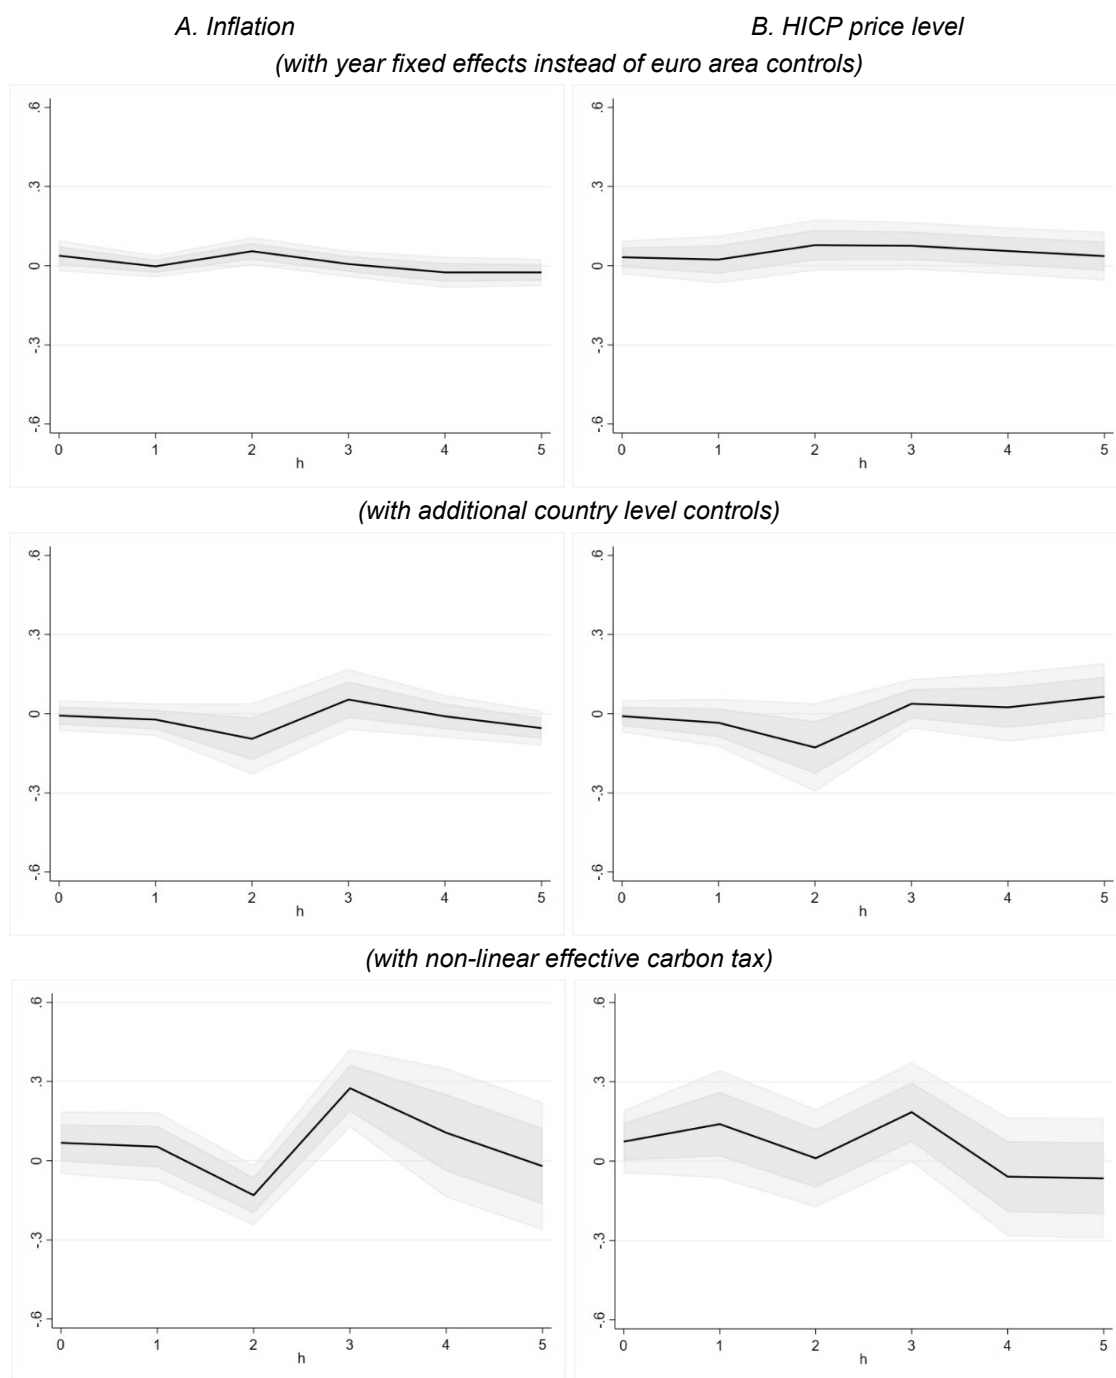 A. Inflation B. HICP price level
(with year fixed effects instead of euro area controls)
.6 .6
.3 .3
0 0
-.3 -.3
-.6 -.6
0 1 2 3 4 5 0 1 2 3 4 5
h h
(with additional country level controls)
.6 .6
.3 .3
0 0
-.3 -.3
-.6 -.6
0 1 2 3 4 5 0 1 2 3 4 5
h h
(with non-linear effective carbon tax)
.6 .6
.3 .3
0 0
-.3 -.3
-.6 -.6
0 1 2 3 4 5 0 1 2 3 4 5
h h